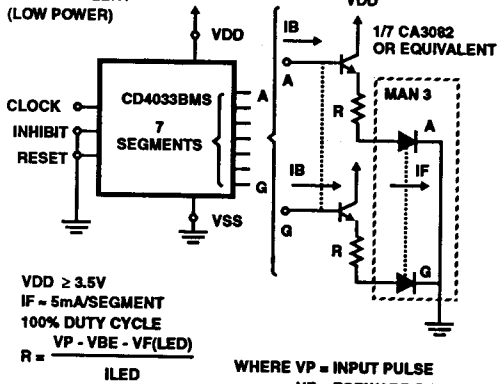 (LOW POWER)
VDD
CLOCK
INHIBIT
RESET
CD4033BMS
7
SEGMENTS
A
G
VSS
VDD
IB
A
IB
G
1/7 CA3082
OR EQUIVALENT
R
MAN 3
A
IF
R
G
VDD ≥ 3.5V
IF ~ 5mA/SEGMENT
100% DUTY CYCLE
R = VP - VBE - VF(LED)
ILED
WHERE VP = INPUT PULSE